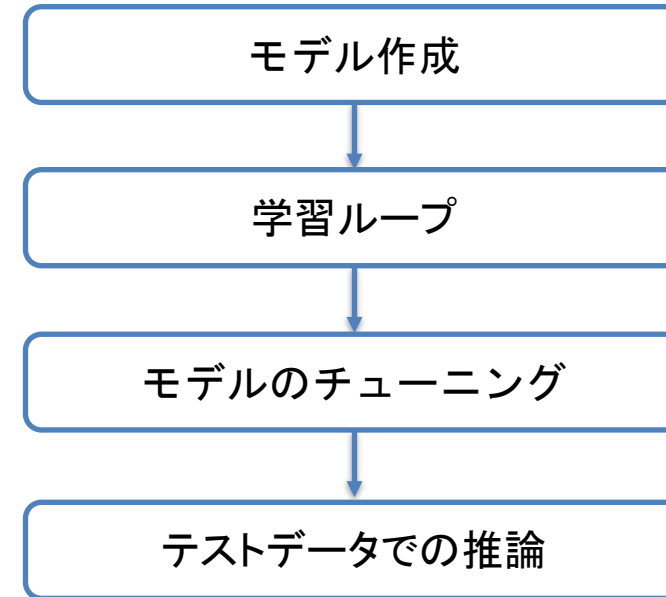 モデル作成
学習ループ
モデルのチューニング
テストデータでの推論